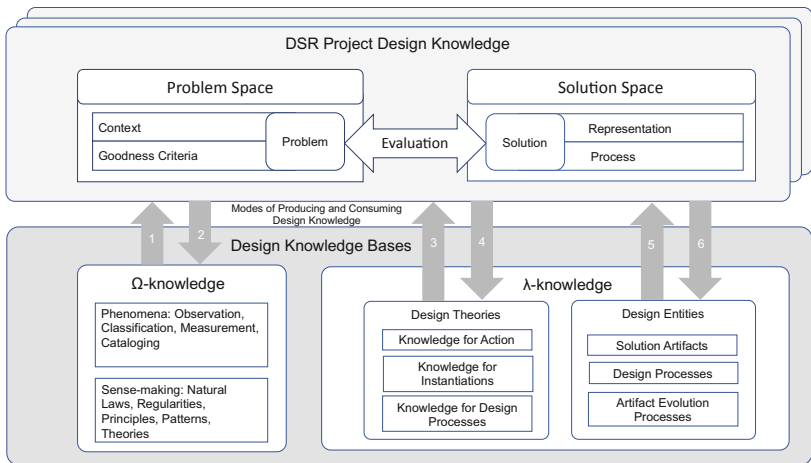 DSR Project Design Knowledge
Problem Space
Context
Goodness Criteria
Problem
Evaluation
Solution Space
Solution
Representation
Process
Modes of Producing and Consuming
Design Knowledge
1
2
3
4
5
6
Design Knowledge Bases
Ω-knowledge
Phenomena: Observation,
Classification, Measurement,
Cataloging
Sense-making: Natural
Laws, Regularities,
Principles, Patterns,
Theories
λ-knowledge
Design Theories
Knowledge for Action
Knowledge for
Instantiations
Knowledge for Design
Processes
Design Entities
Solution Artifacts
Design Processes
Artifact Evolution
Processes